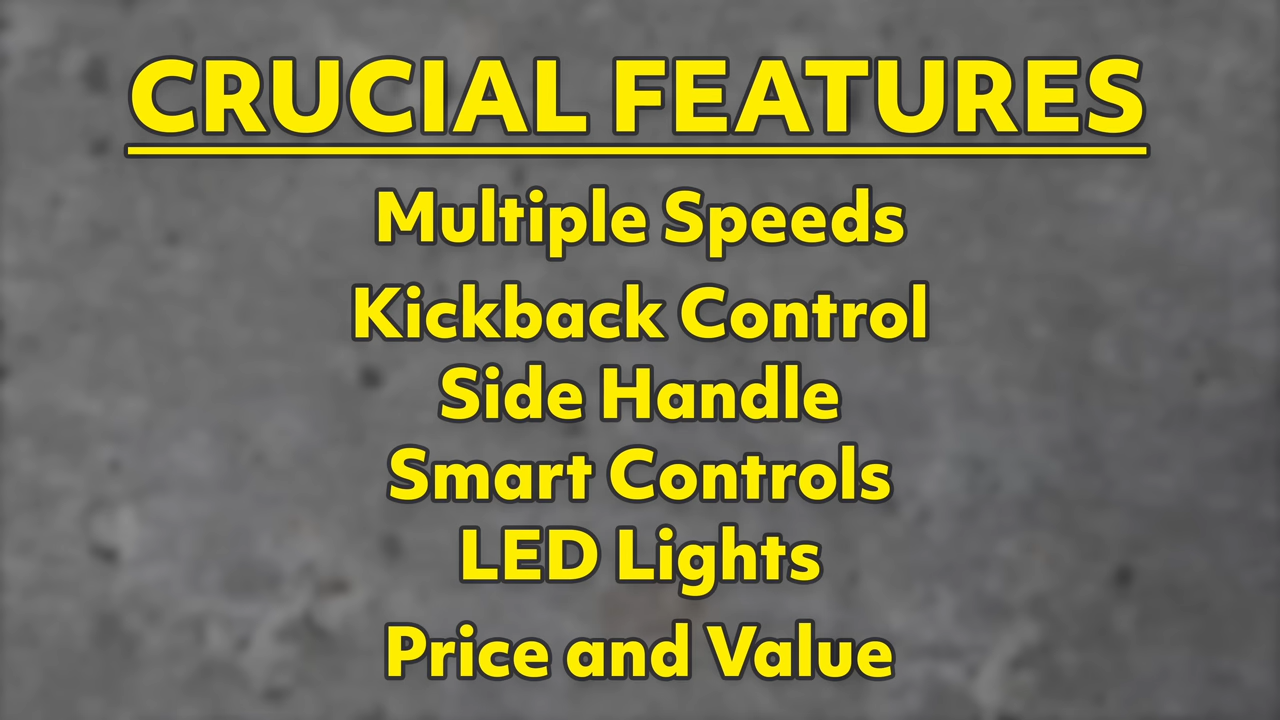 CRUCIAL FEATURES
Multiple Speeds
Kickback Control
Side Handle
Smart Controls
LED Lights
Price and Value